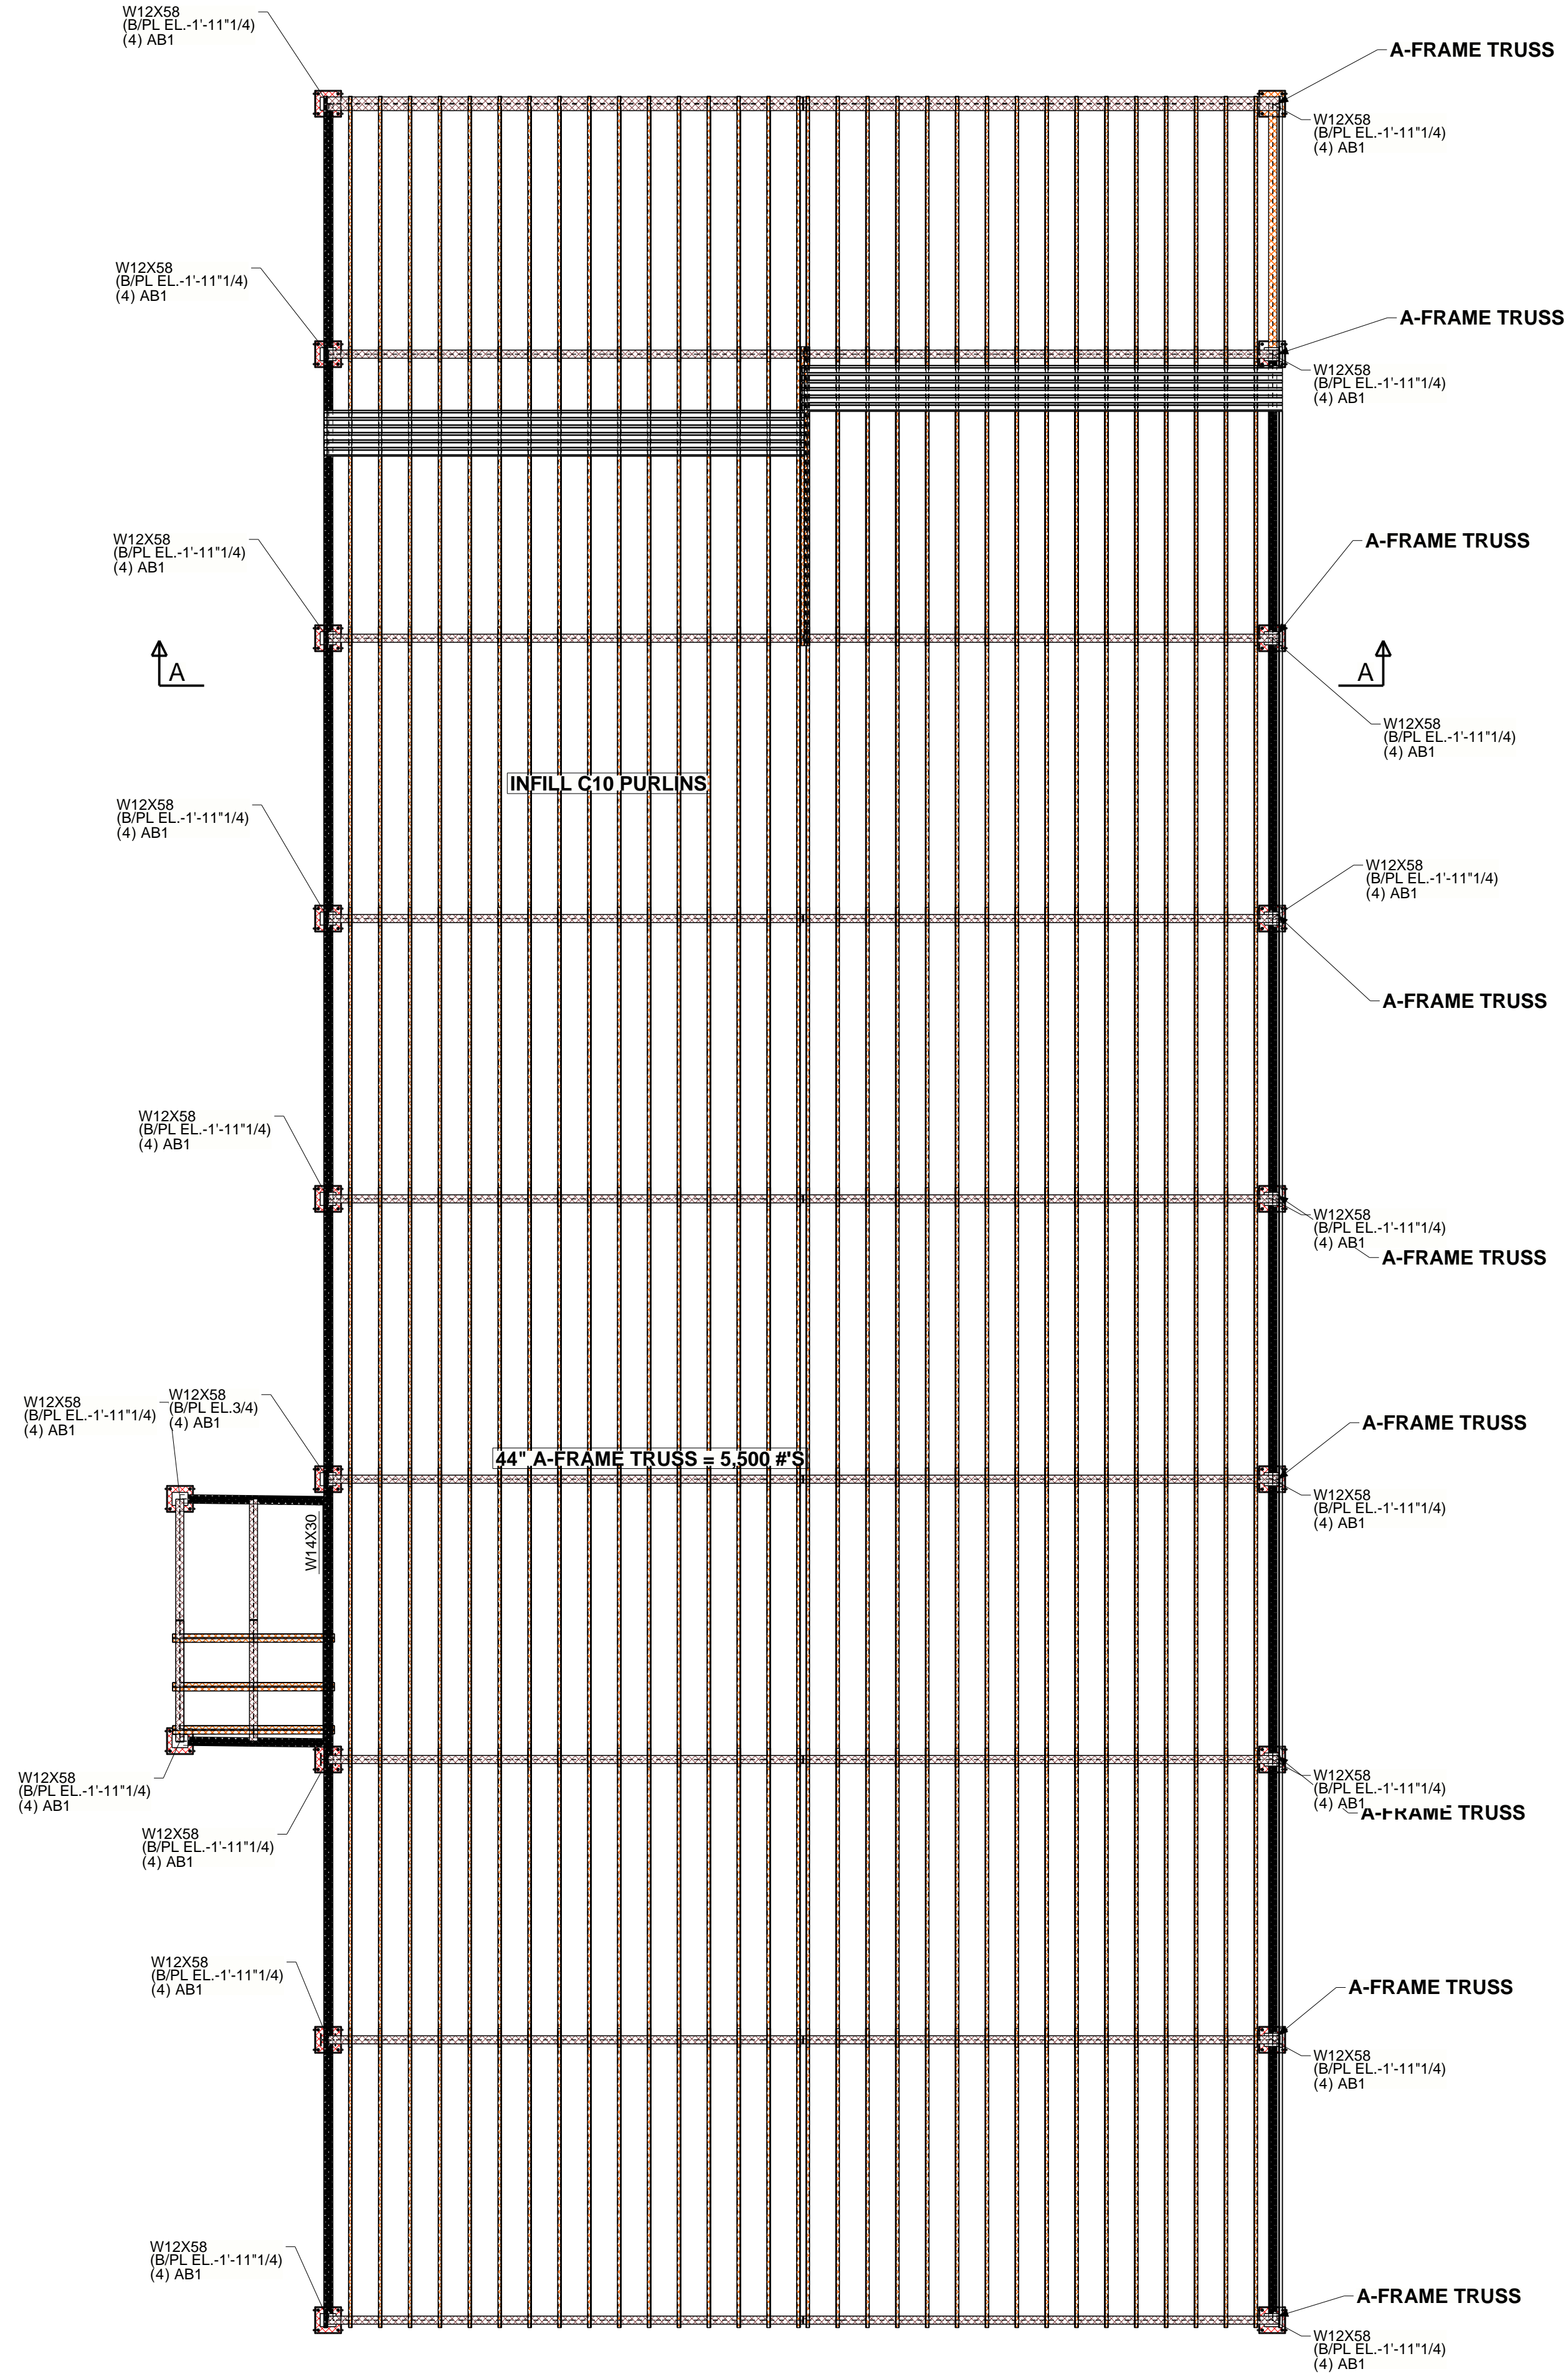 W12X58
(B/PL EL.-1'-11"1/4)
(4) AB1
A-FRAME TRUSS
W12X58
(B/PL EL.-1'-11"1/4)
(4) AB1
W12X58
(B/PL EL.-1'-11"1/4)
(4) AB1
A-FRAME TRUSS
W12X58
(B/PL EL.-1'-11"1/4)
(4) AB1
W12X58
(B/PL EL.-1'-11"1/4)
(4) AB1
A-FRAME TRUSS
A
A
W12X58
(B/PL EL.-1'-11"1/4)
(4) AB1
INFILL C10 PURLINS
W12X58
(B/PL EL.-1'-11"1/4)
(4) AB1
W12X58
(B/PL EL.-1'-11"1/4)
(4) AB1
A-FRAME TRUSS
W12X58
(B/PL EL.-1'-11"1/4)
(4) AB1
W12X58
(B/PL EL.-1'-11"1/4)
(4) AB1
A-FRAME TRUSS
W12X58
(B/PL EL.-1'-11"1/4)
(4) AB1
W12X58
(B/PL EL.3/4)
(4) AB1
A-FRAME TRUSS
44" A-FRAME TRUSS = 5,500 #'S
W12X58
(B/PL EL.-1'-11"1/4)
(4) AB1
W14X30
W12X58
(B/PL EL.-1'-11"1/4)
(4) AB1
W12X58
(B/PL EL.-1'-11"1/4)
(4) AB1
A-FRAME TRUSS
W12X58
(B/PL EL.-1'-11"1/4)
(4) AB1
W12X58
(B/PL EL.-1'-11"1/4)
(4) AB1
A-FRAME TRUSS
W12X58
(B/PL EL.-1'-11"1/4)
(4) AB1
W12X58
(B/PL EL.-1'-11"1/4)
(4) AB1
A-FRAME TRUSS
W12X58
(B/PL EL.-1'-11"1/4)
(4) AB1